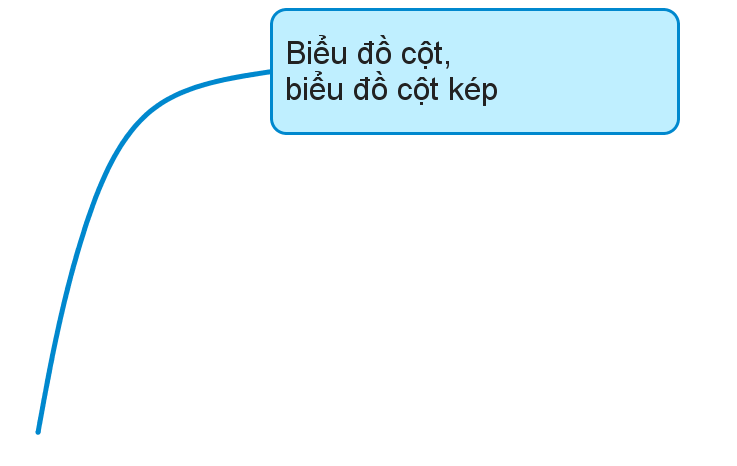 Biểu đồ cột,
biểu đồ cột kép